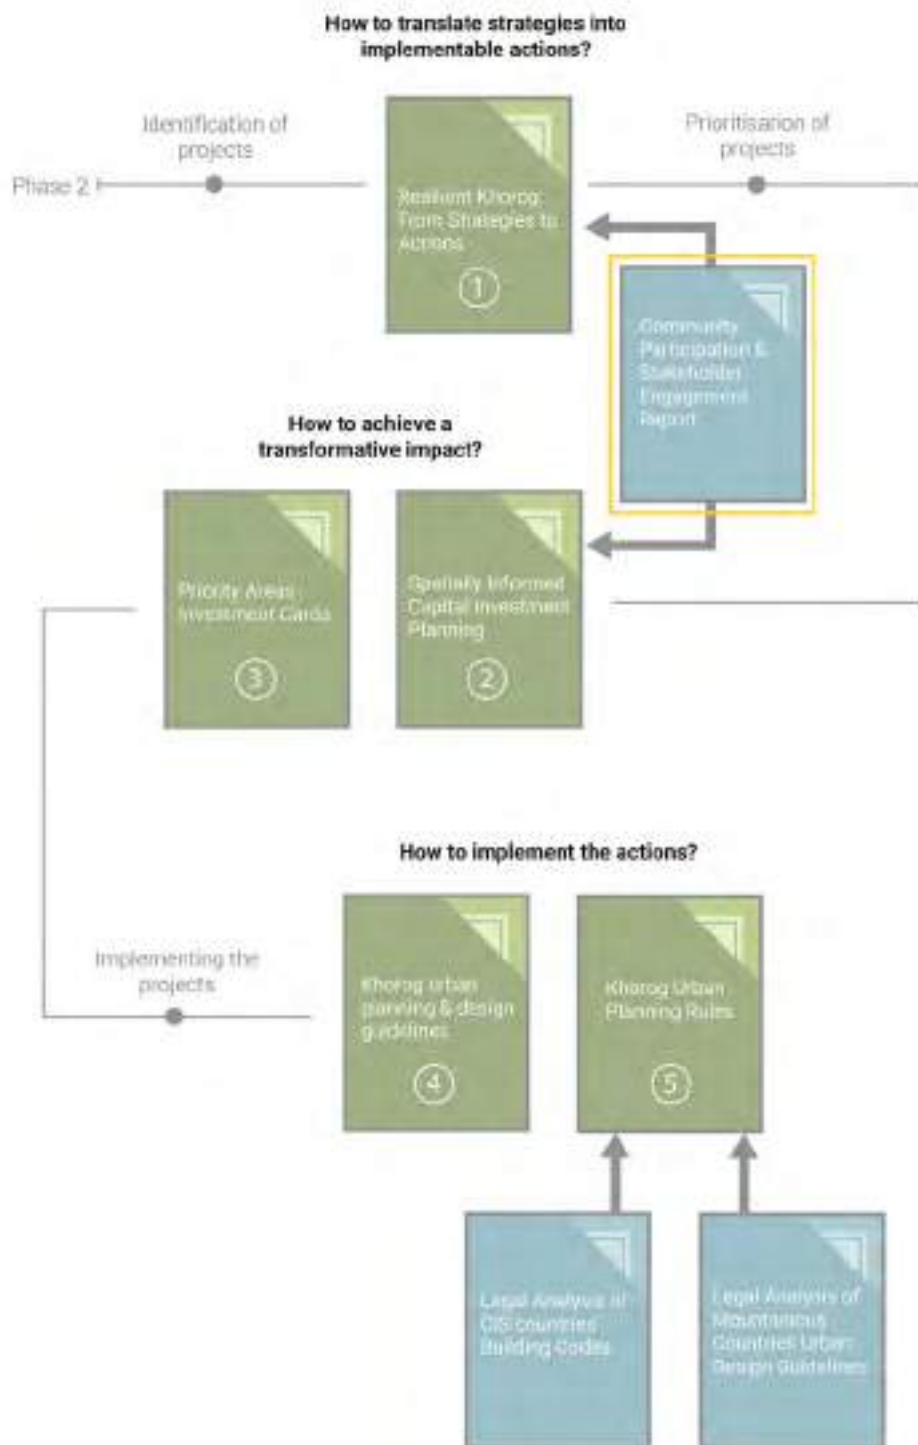 How to translate strategies into
implementable actions?
Identification of
projects
Prioritisation of
projects
Phase 2
Resilient Khorog:
From Strategies to
Actions
1
Community
Participation &
Stakeholder
Engagement
Report
How to achieve a
transformative impact?
Priority Areas
Investment Cards
3
Spatially Informed
Capital Investment
Planning
2
How to implement the actions?
Implementing the
projects
Khorog urban
planning & design
guidelines
4
Khorog Urban
Planning Rules
5
Legal Analysis of
CIS countries
Building Codes
Legal Analysis of
Mountainous
Countries Urban
Design Guidelines